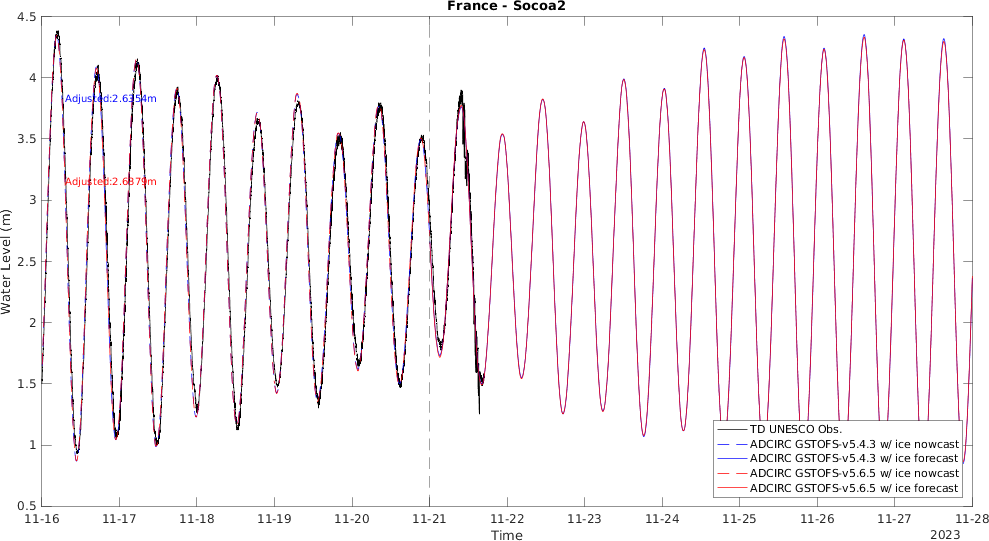 France - Socoa2
4.5
4
3.5
3
2.5
2
1.5
1
0.5
Water Level (m)
Adjusted:2.6354m
Adjusted:2.6379m
TD UNESCO Obs.
ADCIRC GSTOFS-v5.4.3 w/ ice nowcast
ADCIRC GSTOFS-v5.4.3 w/ ice forecast
ADCIRC GSTOFS-v5.6.5 w/ ice nowcast
ADCIRC GSTOFS-v5.6.5 w/ ice forecast
11-16 11-17 11-18 11-19 11-20 11-21 11-22 11-23 11-24 11-25 11-26 11-27 11-28
Time
2023